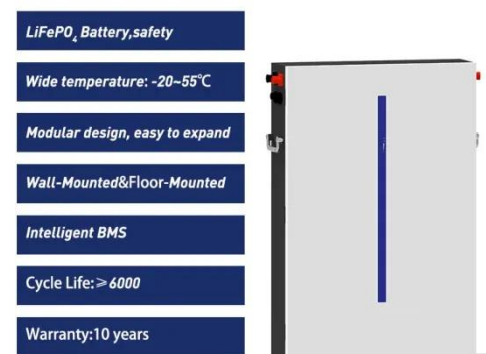 LiFePO₄ Battery,safety
Wide temperature: -20~55℃
Modular design, easy to expand
Wall-Mounted&Floor-Mounted
Intelligent BMS
Cycle Life:≥6000
Warranty:10 years